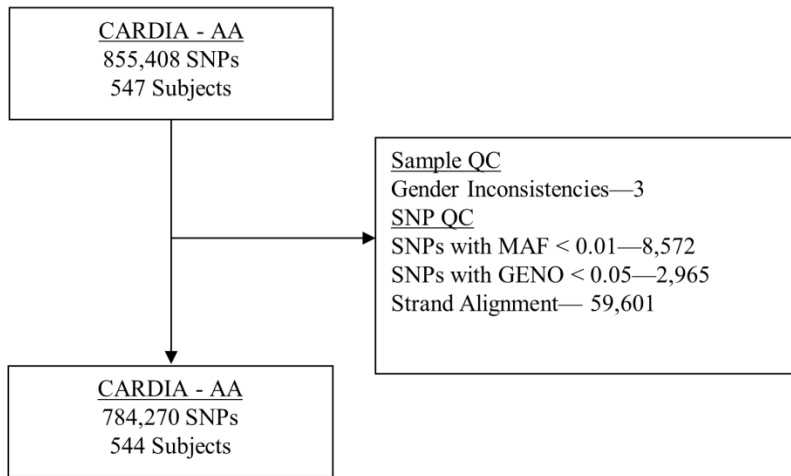 CARDIA - AA
855,408 SNPs
547 Subjects
Sample QC
Gender Inconsistencies—3
SNP QC
SNPs with MAF < 0.01—8,572
SNPs with GENO < 0.05—2,965
Strand Alignment— 59,601
CARDIA - AA
784,270 SNPs
544 Subjects